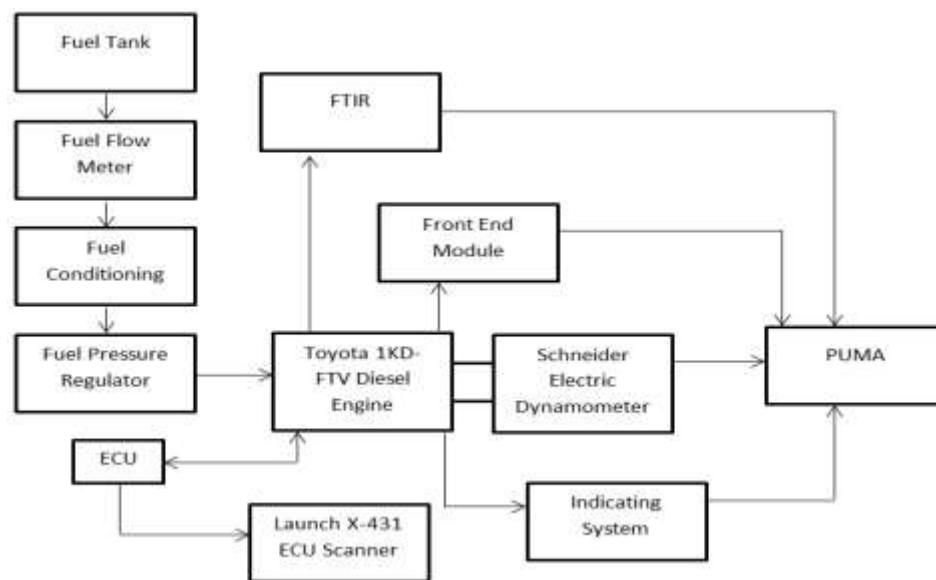 Fuel Tank
FTIR
Fuel Flow
Meter
Front End
Module
Fuel
Conditioning
Fuel Pressure
Regulator
Toyota 1KD-
FTV Diesel
Engine
Schneider
Electric
Dynamometer
PUMA
ECU
Launch X-431
ECU Scanner
Indicating
System